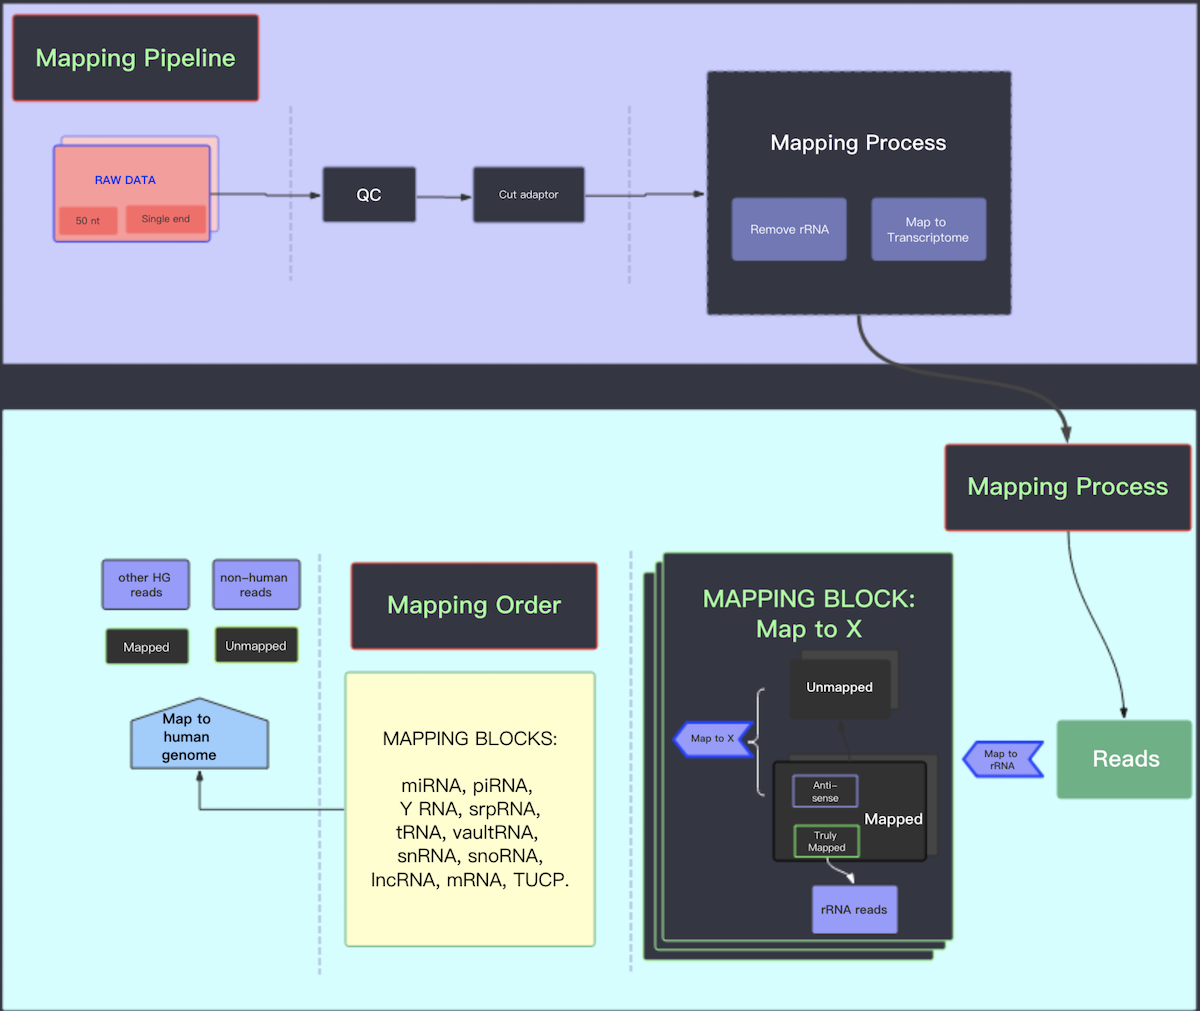 Mapping Pipeline
RAW DATA
50 nt
Single end
QC
Cut adaptor
Mapping Process
Remove rRNA
Map to
Transcriptome
Mapping Process
Reads
Map to
rRNA
MAPPING BLOCK:
Map to X
Unmapped
Map to X
Anti-
sense
Mapped
Truly
Mapped
rRNA reads
Mapping Order
MAPPING BLOCKS:
miRNA, piRNA,
Y RNA, srpRNA,
tRNA, vaultRNA,
snRNA, snoRNA,
lncRNA, mRNA, TUCP.
other HG
reads
non-human
reads
Mapped
Unmapped
Map to
human
genome